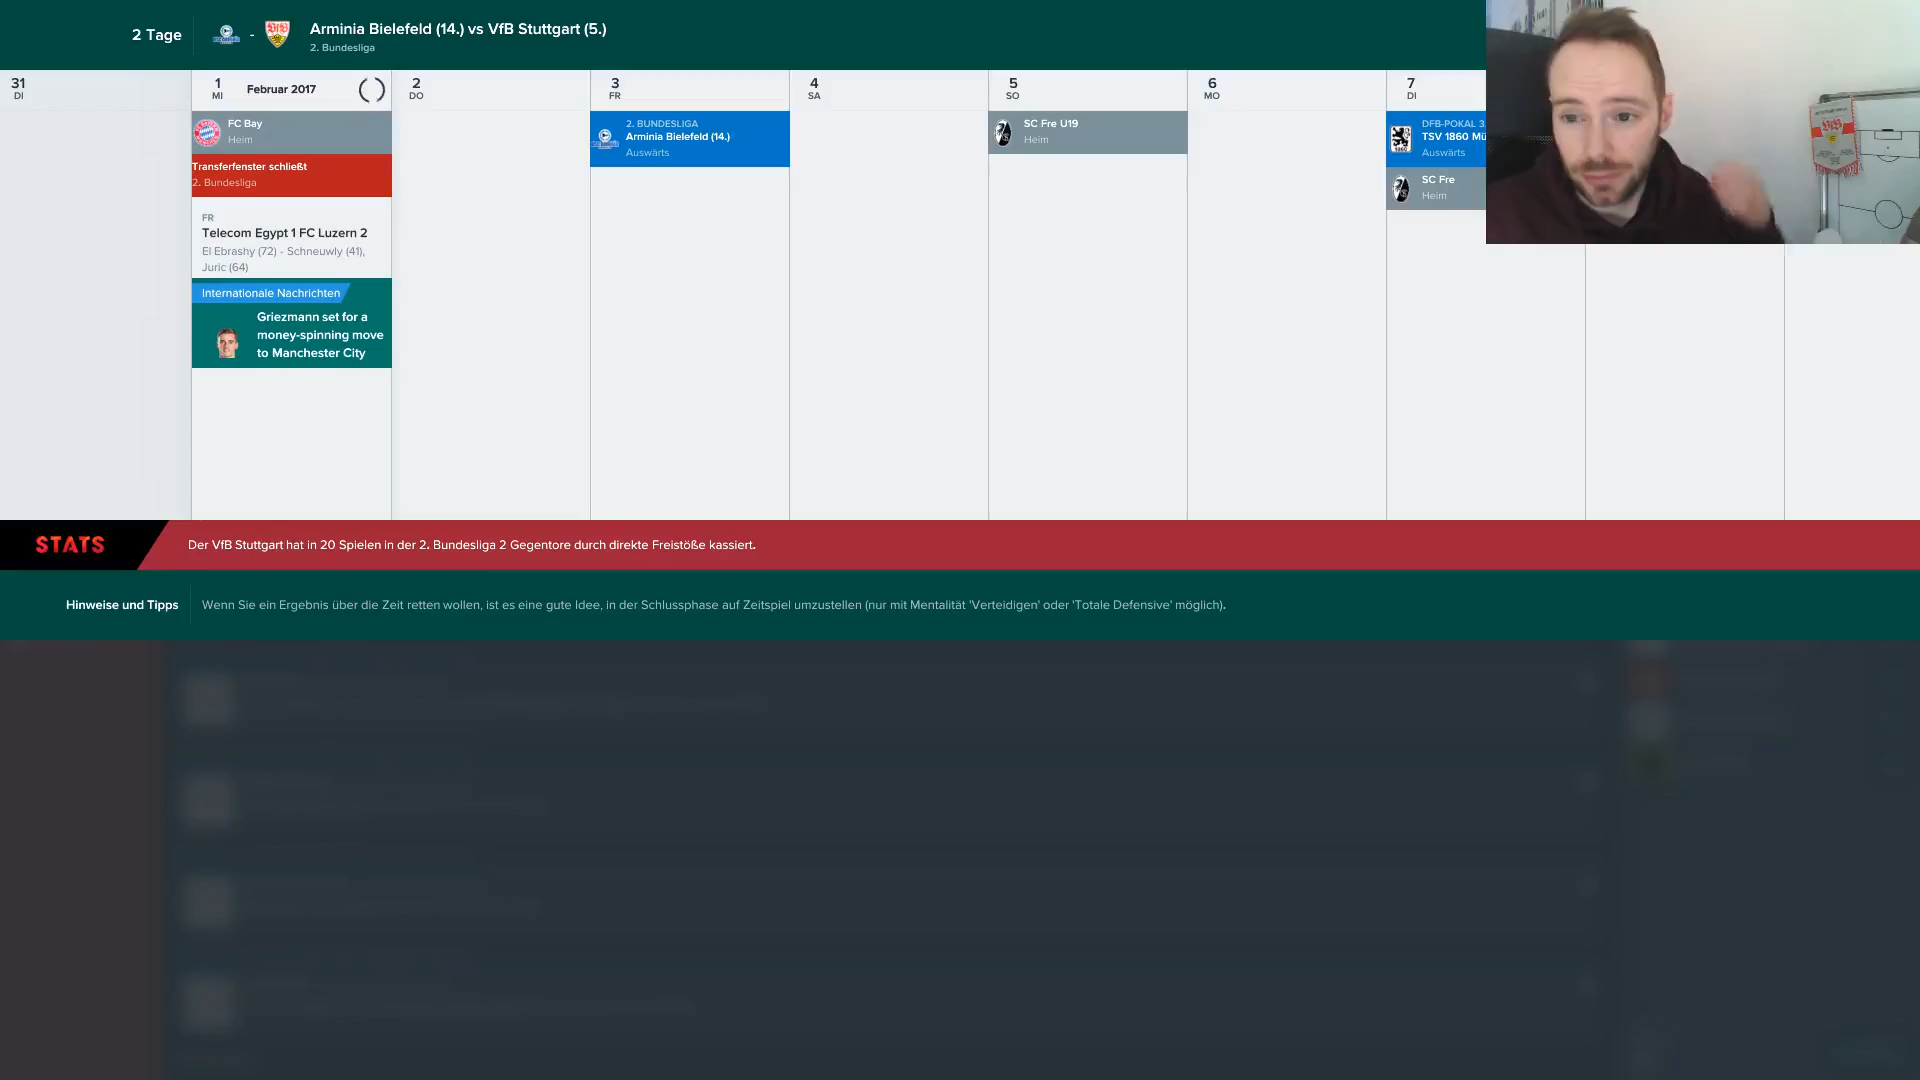 2 Tage
-
Arminia Bielefeld (14.) vs VfB Stuttgart (5.)
2. Bundesliga
31
DI
1
MI
Februar 2017
2
DO
3
FR
4
SA
5
SO
6
MO
7
DI
FC Bay
Heim
Transferfenster schließt
2. Bundesliga
FR
Telecom Egypt 1 FC Luzern 2
El Ebrashy (72) - Schneuwly (41),
Juric (64)
Internationale Nachrichten
Griezmann set for a
money-spinning move
to Manchester City
2. BUNDESLIGA
Arminia Bielefeld (14.)
Auswärts
SC Fre U19
Heim
DFB-POKAL 3.
TSV 1860 Mü
Auswärts
SC Fre
Heim
STATS
Der VfB Stuttgart hat in 20 Spielen in der 2. Bundesliga 2 Gegentore durch direkte Freistöße kassiert.
Hinweise und Tipps
Wenn Sie ein Ergebnis über die Zeit retten wollen, ist es eine gute Idee, in der Schlussphase auf Zeitspiel umzustellen (nur mit Mentalität 'Verteidigen' oder 'Totale Defensive' möglich).